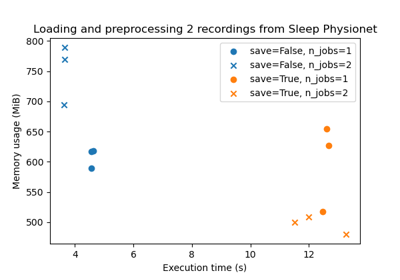 Loading and preprocessing 2 recordings from Sleep Physionet
800
750
700
650
600
550
500
Memory usage (MiB)
save=False, n_jobs=1
save=False, n_jobs=2
save=True, n_jobs=1
save=True, n_jobs=2
4 6 8 10 12
Execution time (s)